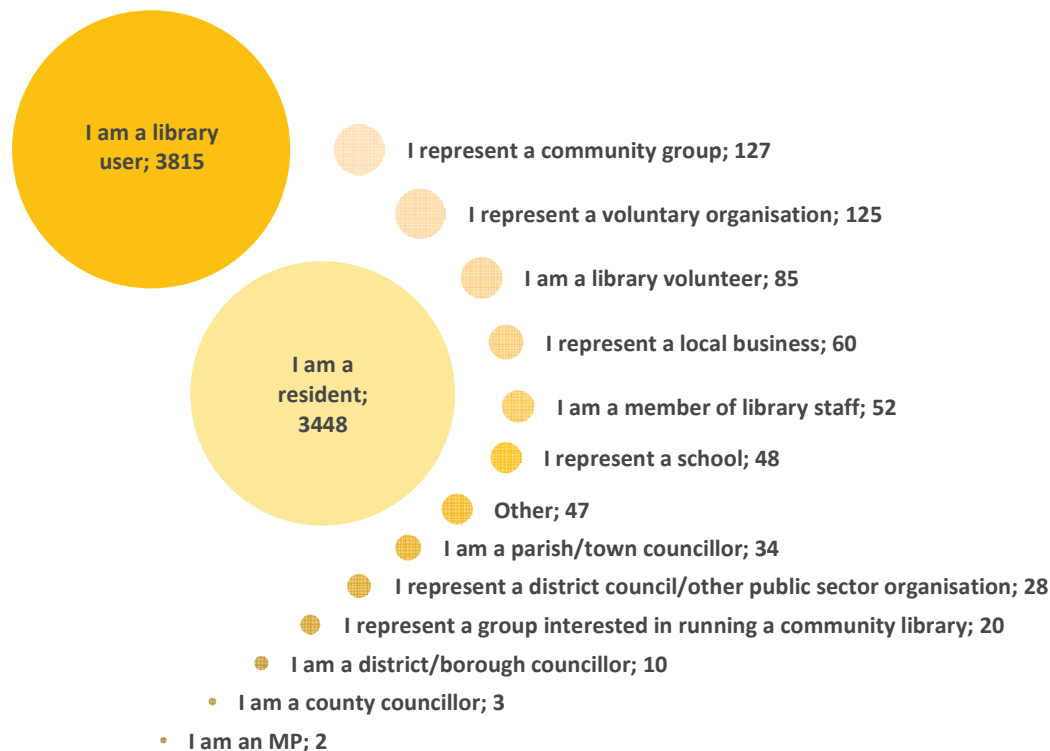 I am a library
user; 3815
I represent a community group; 127
I represent a voluntary organisation; 125
I am a library volunteer; 85
I represent a local business; 60
I am a
resident;
3448
I am a member of library staff; 52
I represent a school; 48
Other; 47
I am a parish/town councillor; 34
I represent a district council/other public sector organisation; 28
I represent a group interested in running a community library; 20
I am a district/borough councillor; 10
I am a county councillor; 3
I am an MP; 2